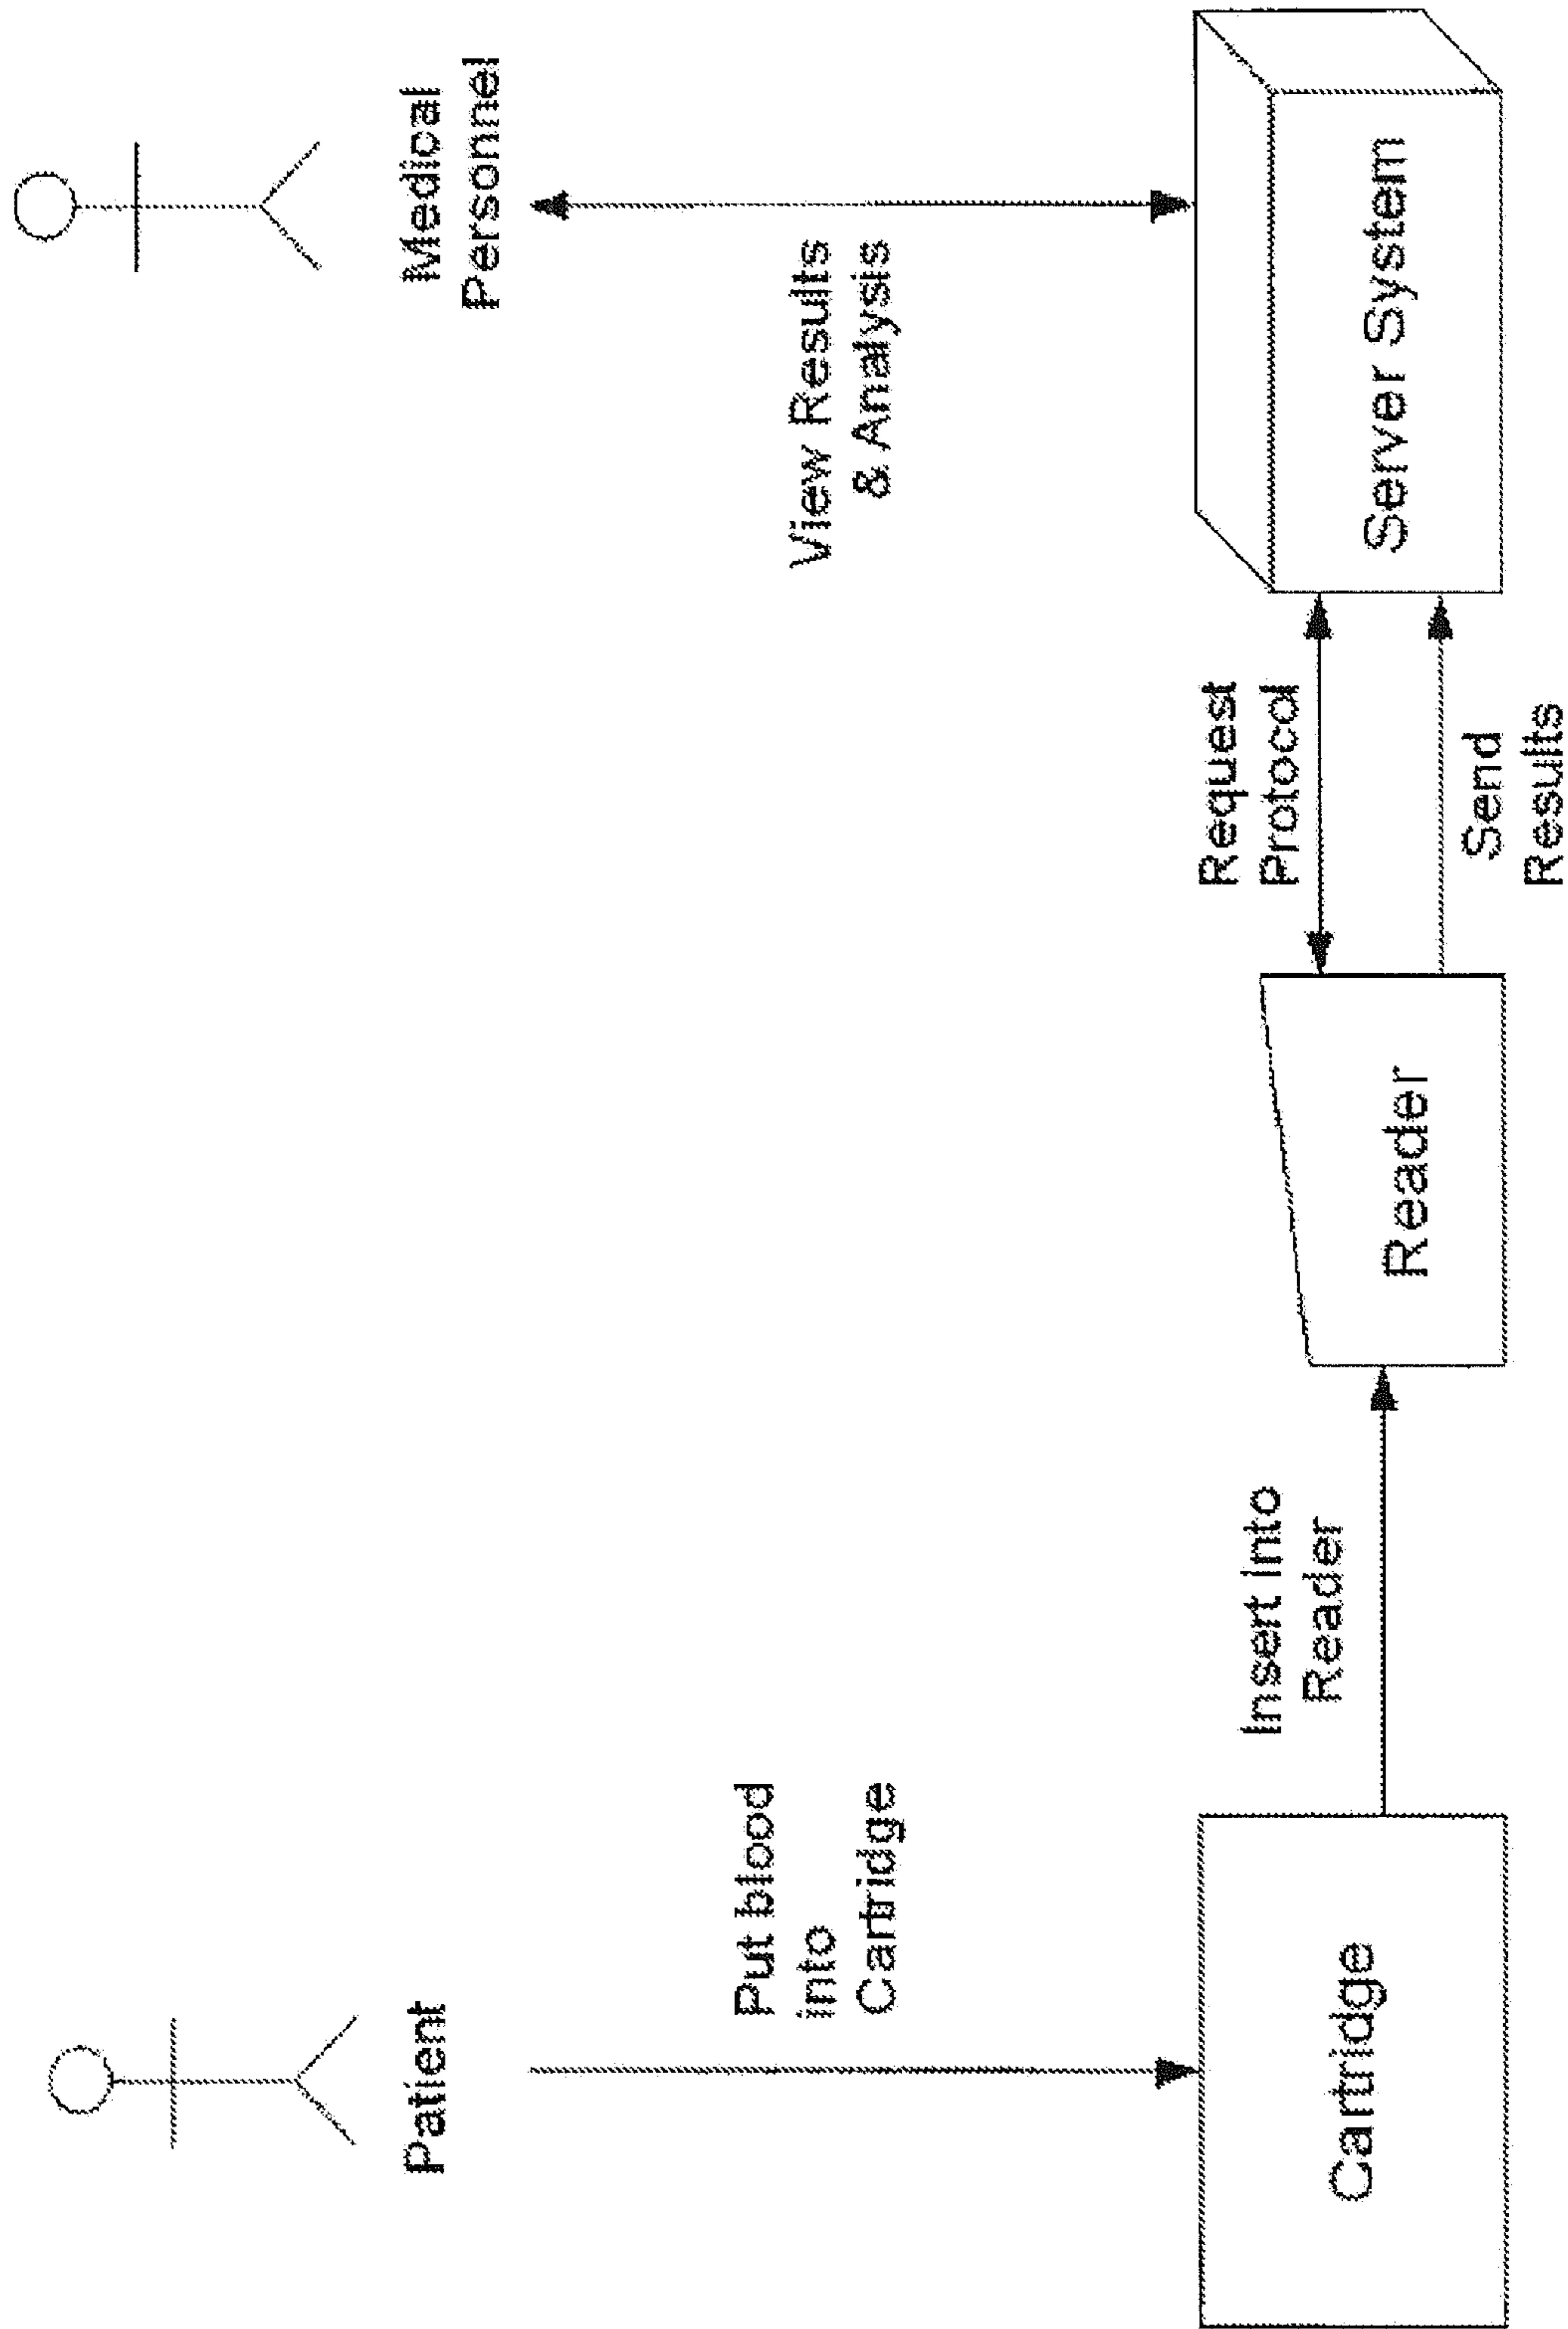 Patient
Medical
Personnel
Put blood
into
Cartridge
View Results
& Analysis
Cartridge
Insert Into
Reader
Reader
Request
Protocol
Send
Results
Server System